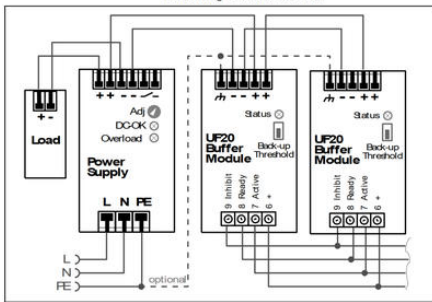 + + - -
- - + +
- - + +
+ -
Load
Adj
DC-OK
Overload
Power
Supply
L N PE
Status
UF20
Buffer
Module
Back-up
Threshold
9 Inhibit
8 Ready
7 Active
6 +
Status
UF20
Buffer
Module
Back-up
Threshold
9 Inhibit
8 Ready
7 Active
6 +
L
N
PE
optional